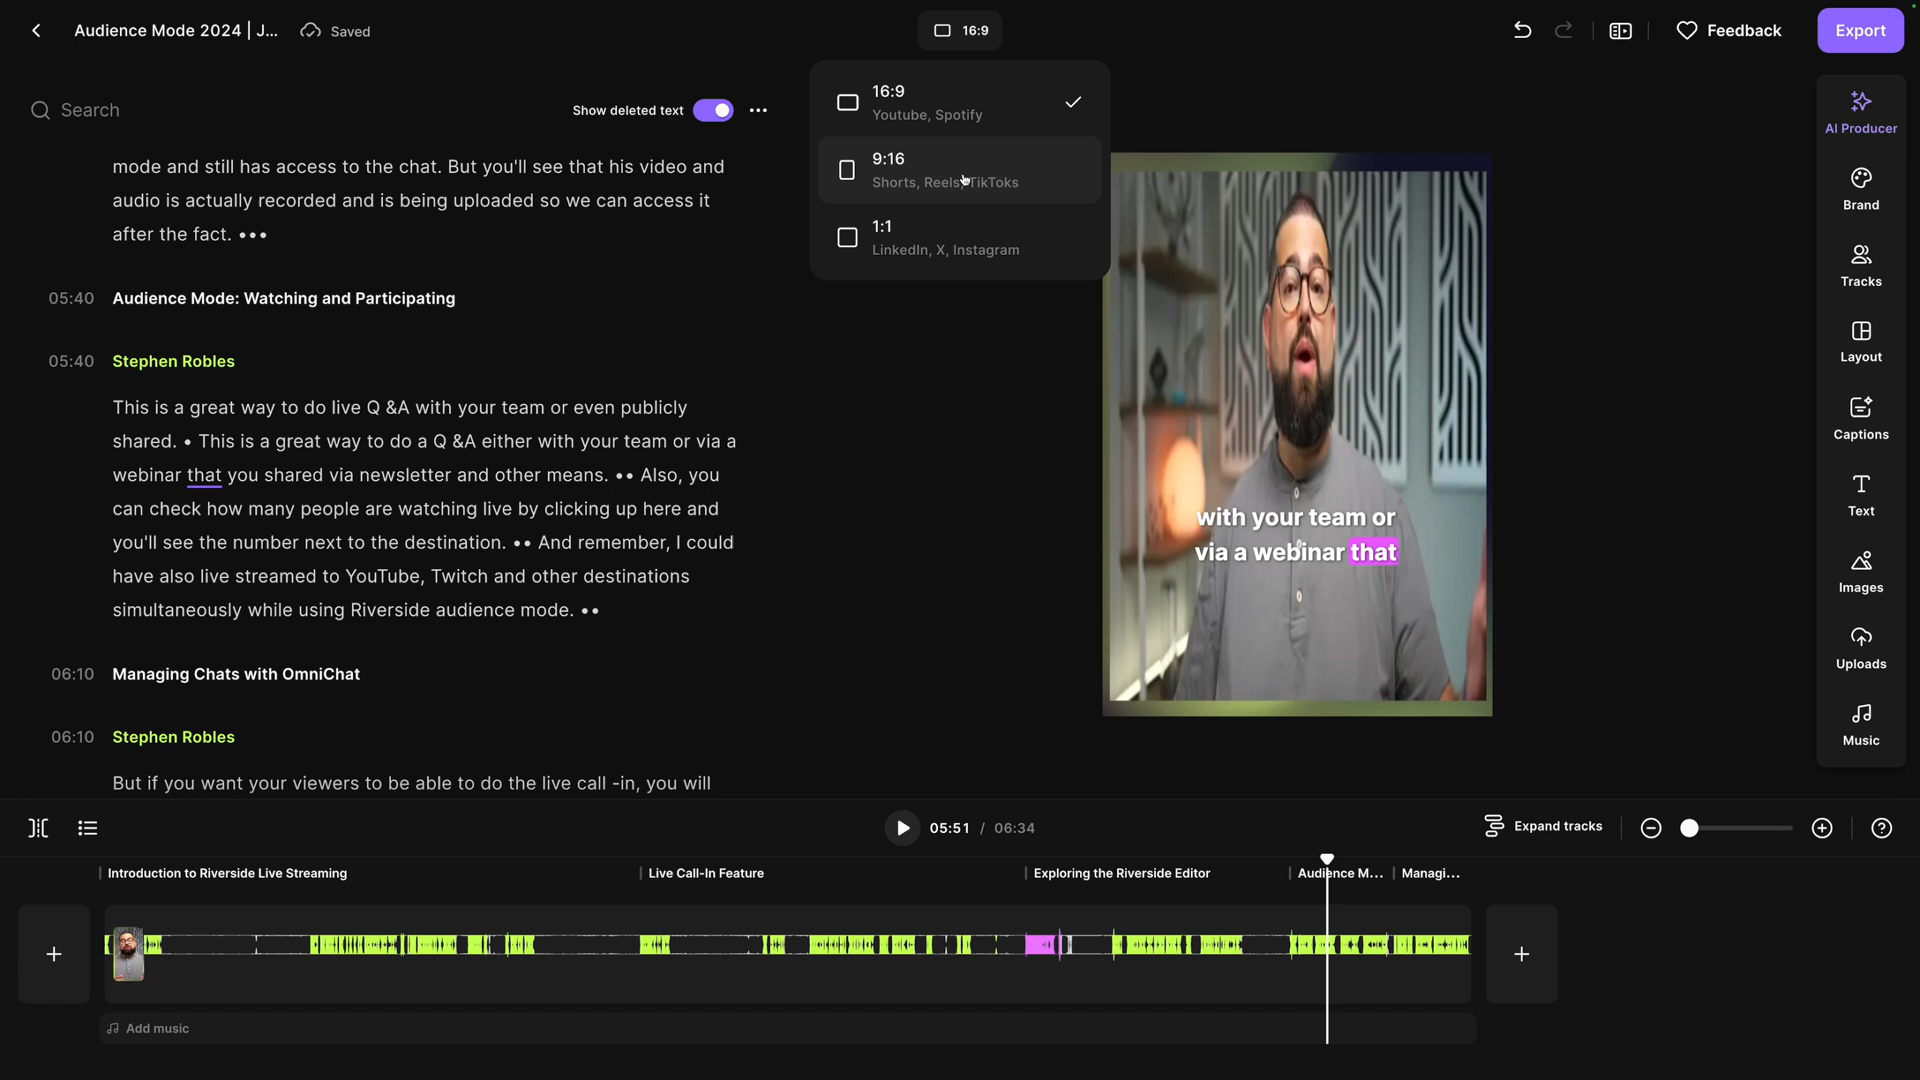 Audience Mode 2024 | J...
Saved
16:9
Feedback
Export
Search
Show deleted text
16:9
Youtube, Spotify
9:16
Shorts, Reels, TikToks
1:1
LinkedIn, X, Instagram
mode and still has access to the chat. But you'll see that his video and
audio is actually recorded and is being uploaded so we can access it
after the fact. •••
05:40 Audience Mode: Watching and Participating
05:40 Stephen Robles
This is a great way to do live Q &A with your team or even publicly
shared. • This is a great way to do a Q &A either with your team or via a
webinar that you shared via newsletter and other means. •• Also, you
can check how many people are watching live by clicking up here and
you'll see the number next to the destination. •• And remember, I could
have also live streamed to YouTube, Twitch and other destinations
simultaneously while using Riverside audience mode. ••
06:10 Managing Chats with OmniChat
06:10 Stephen Robles
But if you want your viewers to be able to do the live call -in, you will
with your team or
via a webinar that
AI Producer
Brand
Tracks
Layout
Captions
Text
Images
Uploads
Music
05:51 / 06:34
Expand tracks
Introduction to Riverside Live Streaming
Live Call-In Feature
Exploring the Riverside Editor
Audience M...
Managi...
Add music